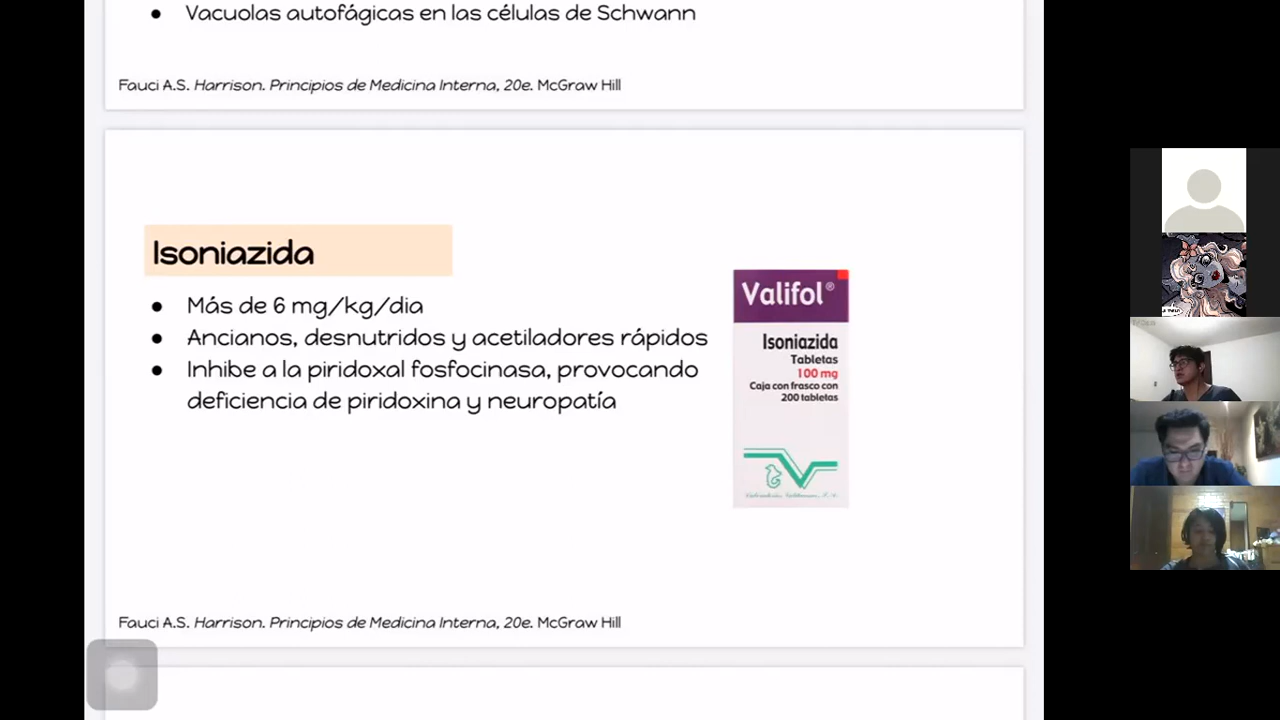 ● Vacuolas autofágicas en las células de Schwann
Fauci A.S. Harrison. Principios de Medicina Interna, 20e. McGraw Hill
Isoniazida
● Más de 6 mg/kg/dia
● Ancianos, desnutridos y acetiladores rápidos
● Inhibe a la piridoxal fosfocinasa, provocando
deficiencia de piridoxina y neuropatía
Valifol®
Isoniazida
Tabletas
100 mg
Caja con frasco con
200 tabletas
Fauci A.S. Harrison. Principios de Medicina Interna, 20e. McGraw Hill